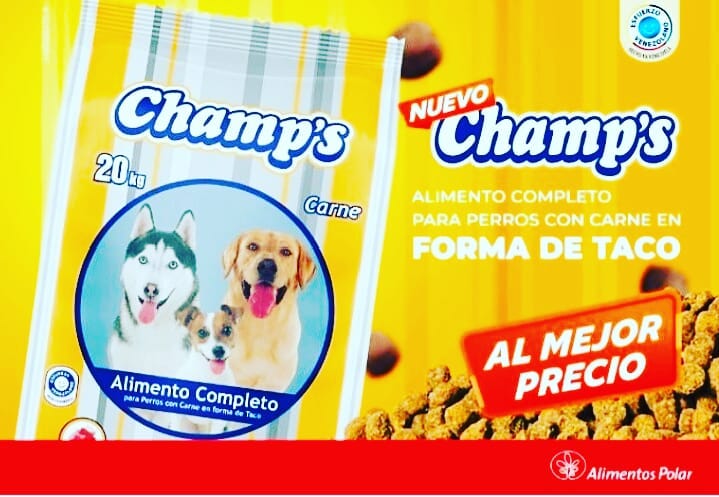 Champ's
20 kg
Carne
Alimento Completo
para Perros con Carne en forma de Taco
ESFUERZO VENEZOLANO
NUEVO
Champ's
ALIMENTO COMPLETO
PARA PERROS CON CARNE EN
FORMA DE TACO
AL MEJOR
PRECIO
Alimentos Polar